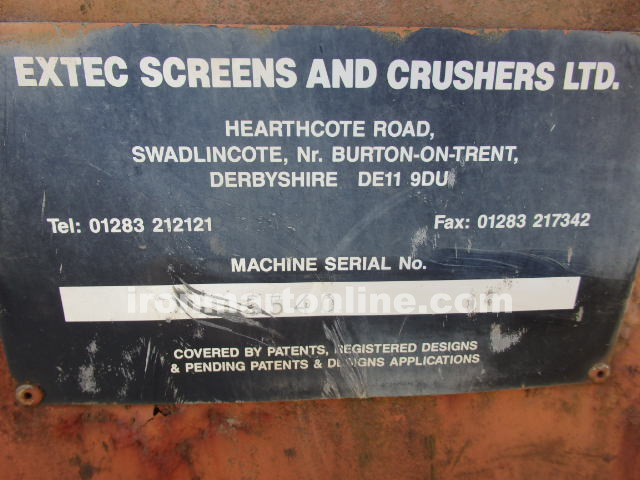 EXTEC SCREENS AND CRUSHERS LTD.
HEARTHCOTE ROAD,
SWADLINCOTE, Nr. BURTON-ON-TRENT,
DERBYSHIRE DE11 9DU
Tel: 01283 212121 Fax: 01283 217342
MACHINE SERIAL No.
ironmartonline.com
COVERED BY PATENTS, REGISTERED DESIGNS
& PENDING PATENTS & DESIGNS APPLICATIONS